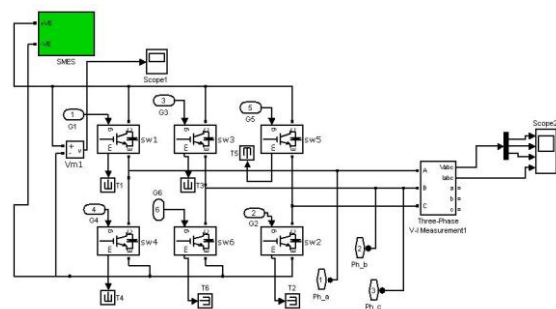 +VE
-VE
SMES
Scope1
1
G1
3
G3
5
G5
g
m
sw1
g
m
sw3
g
m
sw5
+
-
v
Vm1
T1
T3
T5
Scope2
A
B
C
Vabc
Iabc
a
b
c
Three-Phase
V-I Measurement1
4
G4
G6
6
2
G2
g
m
sw4
g
m
sw6
g
m
sw2
T4
T6
T2
1
Ph_a
2
Ph_b
3
Ph_c